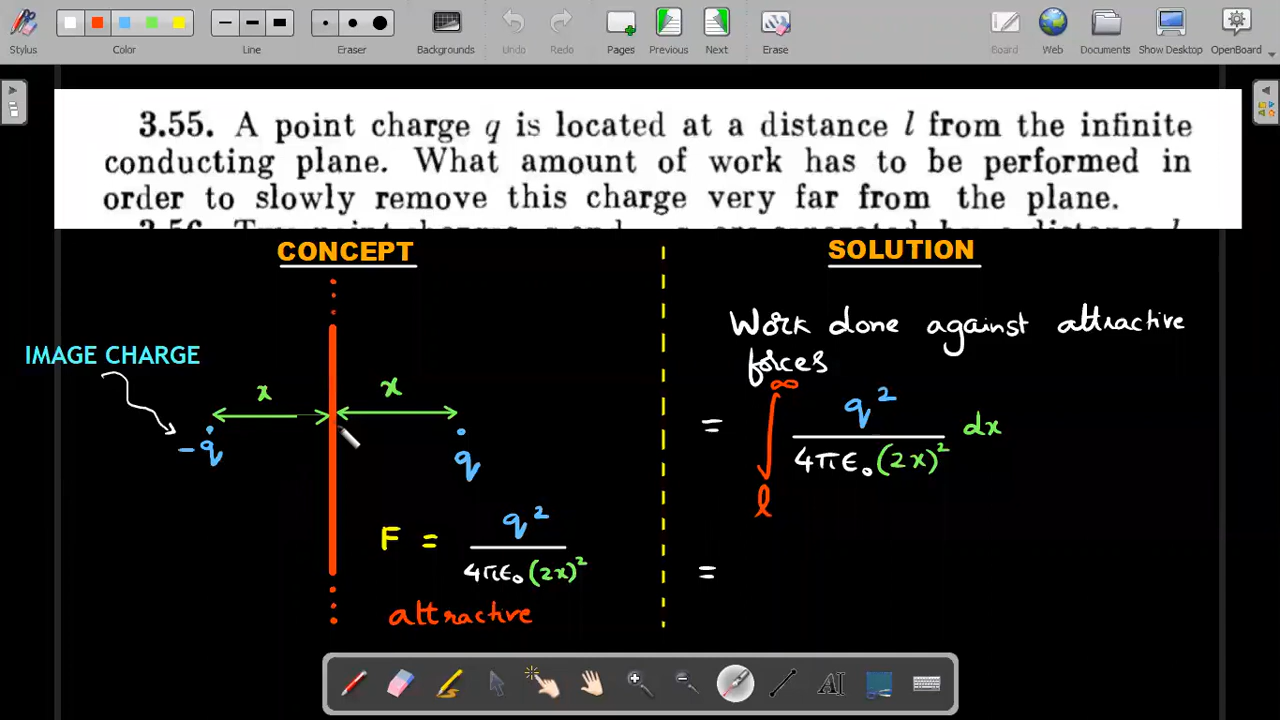 Stylus
Color
Line
Eraser
Backgrounds
Undo
Redo
Pages
Previous
Next
Erase
Board
Web
Documents
Show Desktop
OpenBoard
3.55. A point charge q is located at a distance l from the infinite
conducting plane. What amount of work has to be performed in
order to slowly remove this charge very far from the plane.
CONCEPT
SOLUTION
Work done against attractive
forces
IMAGE CHARGE
x
x
-q
q
= ∫_l^∞ q²/(4πϵ₀(2x)²) dx
F = q²/(4πϵ₀(2x)²)
=
attractive
AI